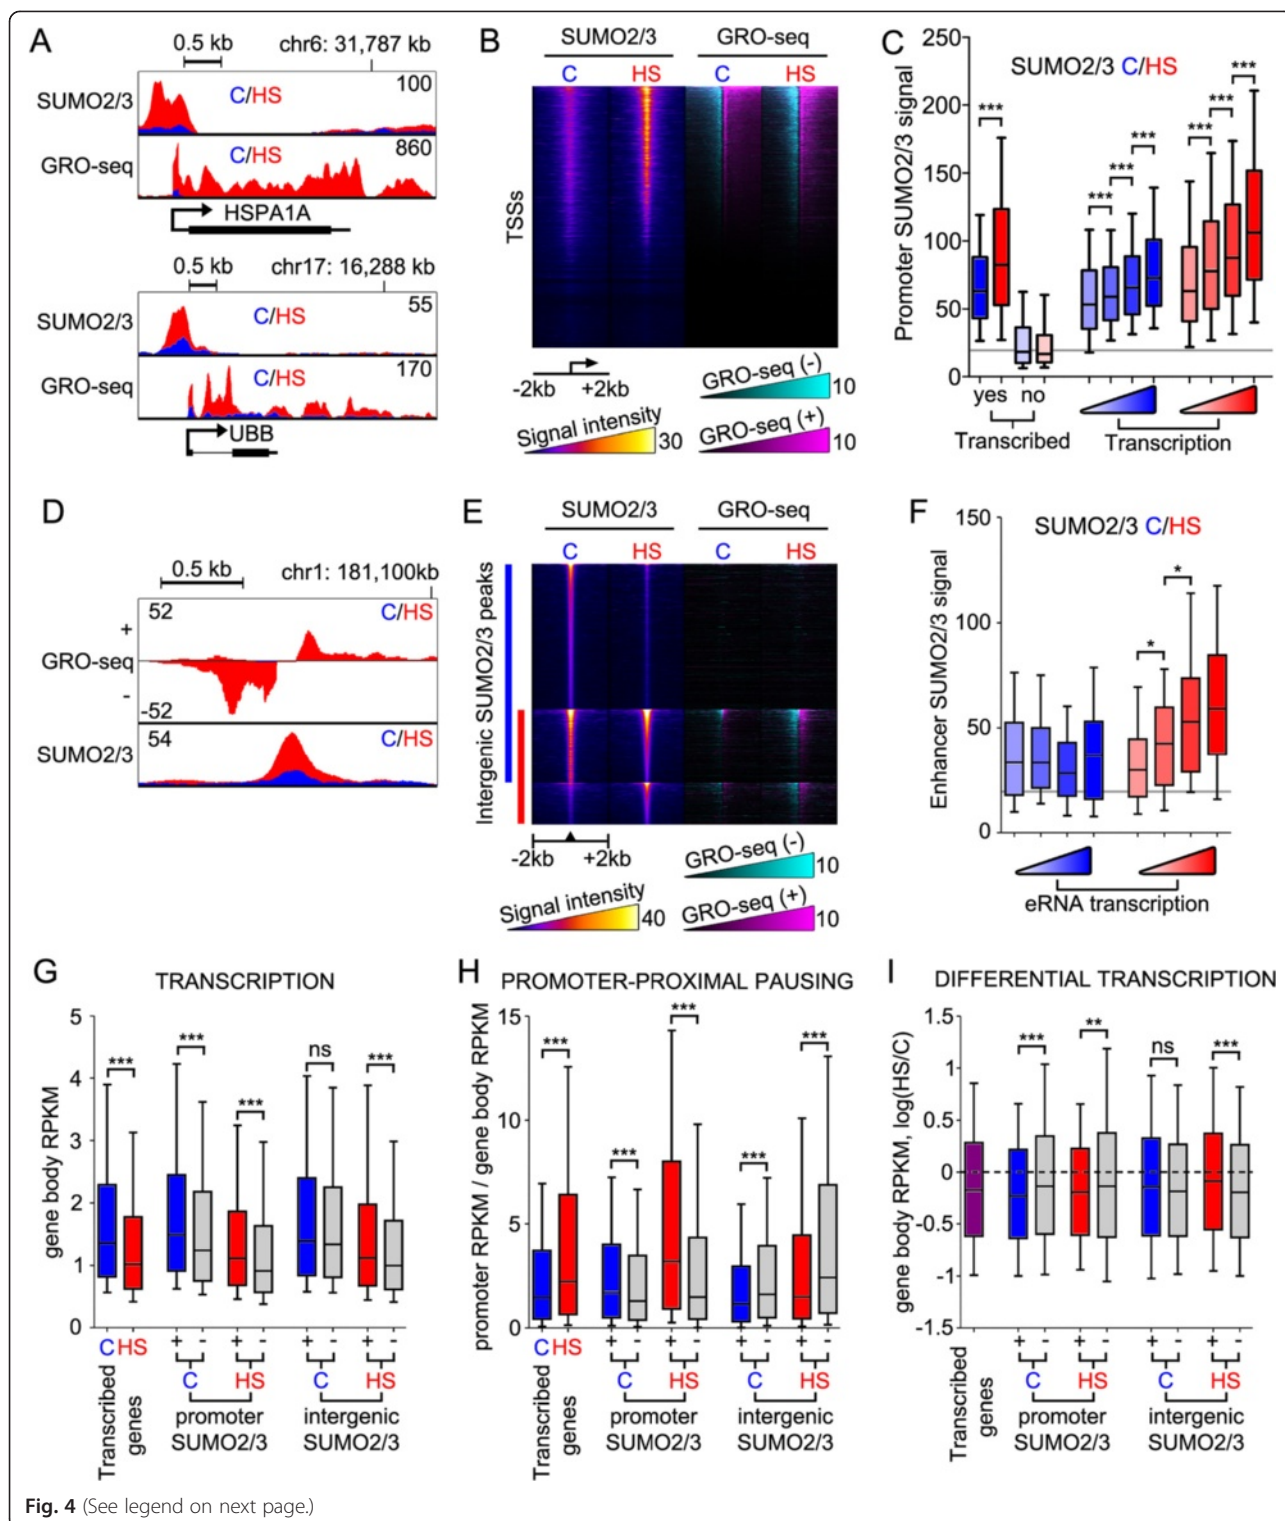 A
0.5 kb
chr6: 31,787 kb
SUMO2/3
C/HS
100
GRO-seq
C/HS
860
HSPA1A
0.5 kb
chr17: 16,288 kb
SUMO2/3
C/HS
55
GRO-seq
C/HS
170
UBB
B
SUMO2/3 GRO-seq
C HS C HS
TSSs
-2kb +2kb
GRO-seq (-)
10
Signal intensity
30
GRO-seq (+)
10
C
SUMO2/3 C/HS
Promoter SUMO2/3 signal
250
200
150
100
50
0
*** *** *** *** *** *** ***
yes no
Transcribed Transcription
D
0.5 kb
chr1: 181,100kb
52
C/HS
+
GRO-seq
-
-52
SUMO2/3
54
C/HS
E
SUMO2/3 GRO-seq
C HS C HS
Intergenic SUMO2/3 peaks
-2kb +2kb
GRO-seq (-)
10
Signal intensity
40
GRO-seq (+)
10
F
SUMO2/3 C/HS
Enhancer SUMO2/3 signal
150
100
50
0
* *
eRNA transcription
G
TRANSCRIPTION
gene body RPKM
5
4
3
2
1
0
*** *** *** ns ***
C HS + - + - + - + -
C HS C HS
Transcribed genes
promoter SUMO2/3
intergenic SUMO2/3
H
PROMOTER-PROXIMAL PAUSING
promoter RPKM / gene body RPKM
15
10
5
0
*** *** *** *** ***
C HS + - + - + - + -
C HS C HS
Transcribed genes
promoter SUMO2/3
intergenic SUMO2/3
I
DIFFERENTIAL TRANSCRIPTION
gene body RPKM, log(HS/C)
1.5
1
0.5
0
-0.5
-1
-1.5
*** ** ns ***
+ - + - + - + -
C HS C HS
Transcribed genes
promoter SUMO2/3
intergenic SUMO2/3
Fig. 4 (See legend on next page.)